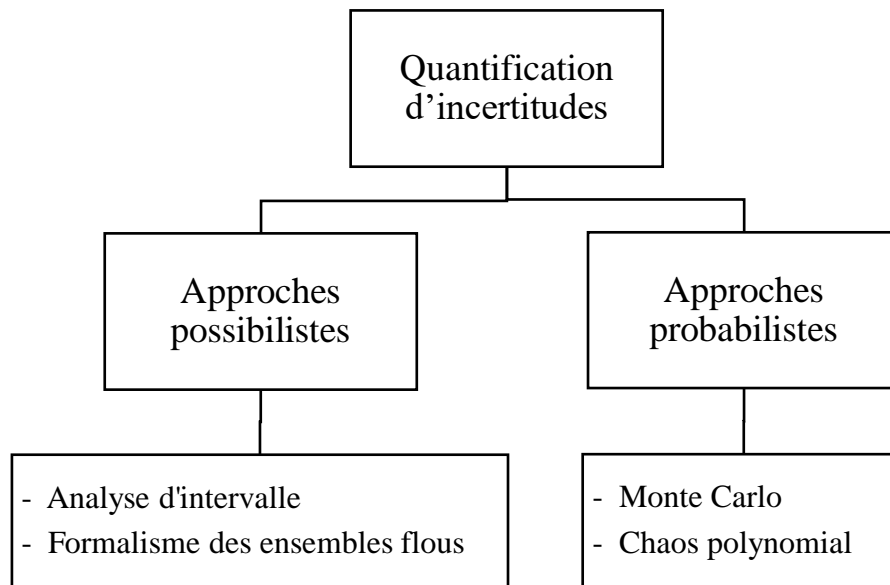 Quantification
d’incertitudes
Approches
possibilistes
Approches
probabilistes
- Analyse d'intervalle
- Formalisme des ensembles flous
- Monte Carlo
- Chaos polynomial